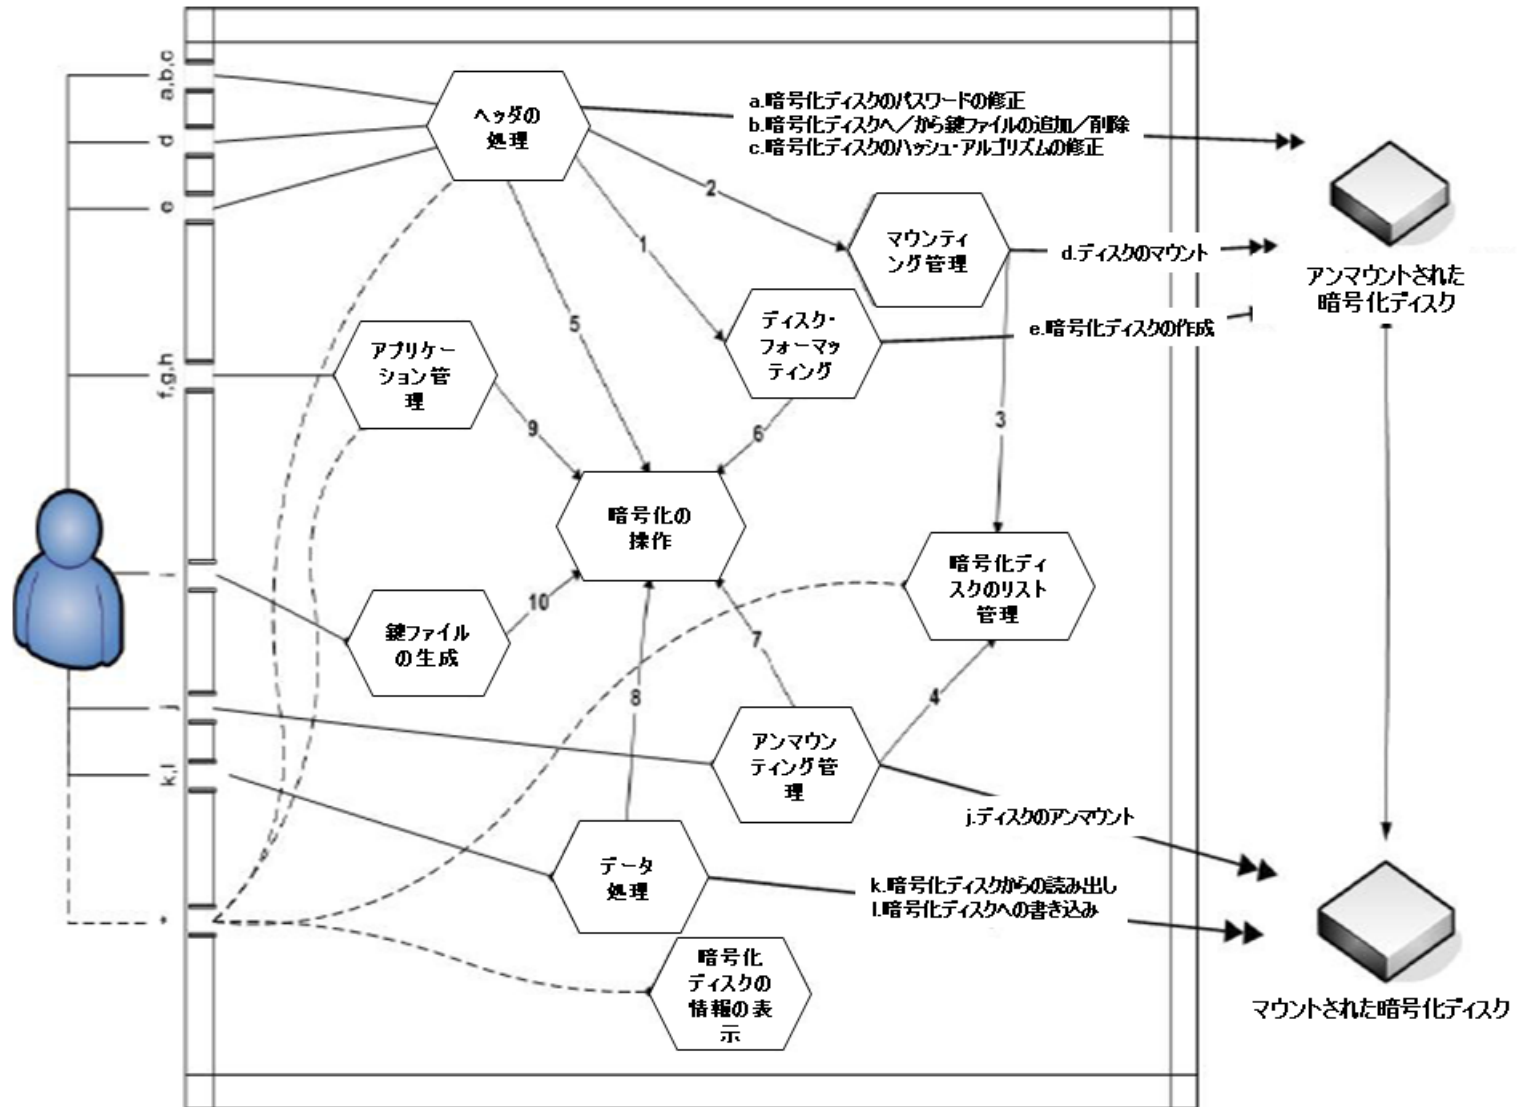 a,b,c
d
e
f,g,h
i
j
k,l
*
ヘッダの
処理
a.暗号化ディスクのパスワードの修正
b.暗号化ディスクへ／から鍵ファイルの追加／削除
c.暗号化ディスクのハッシュ・アルゴリズムの修正
2
1
5
マウンティ
ング管理
d.ディスクのマウント
アンマウントされた
暗号化ディスク
ディスク・
フォーマッ
ティング
e.暗号化ディスクの作成
アプリケー
ション管
理
9
6
3
暗号化の
操作
暗号化ディ
スクのリスト
管理
鍵ファイル
の生成
10
8
7
4
アンマウン
ティング管
理
j.ディスクのアンマウント
データ
処理
k.暗号化ディスクからの読み出し
l.暗号化ディスクへの書き込み
暗号化
ディスクの
情報の表
示
マウントされた暗号化ディスク